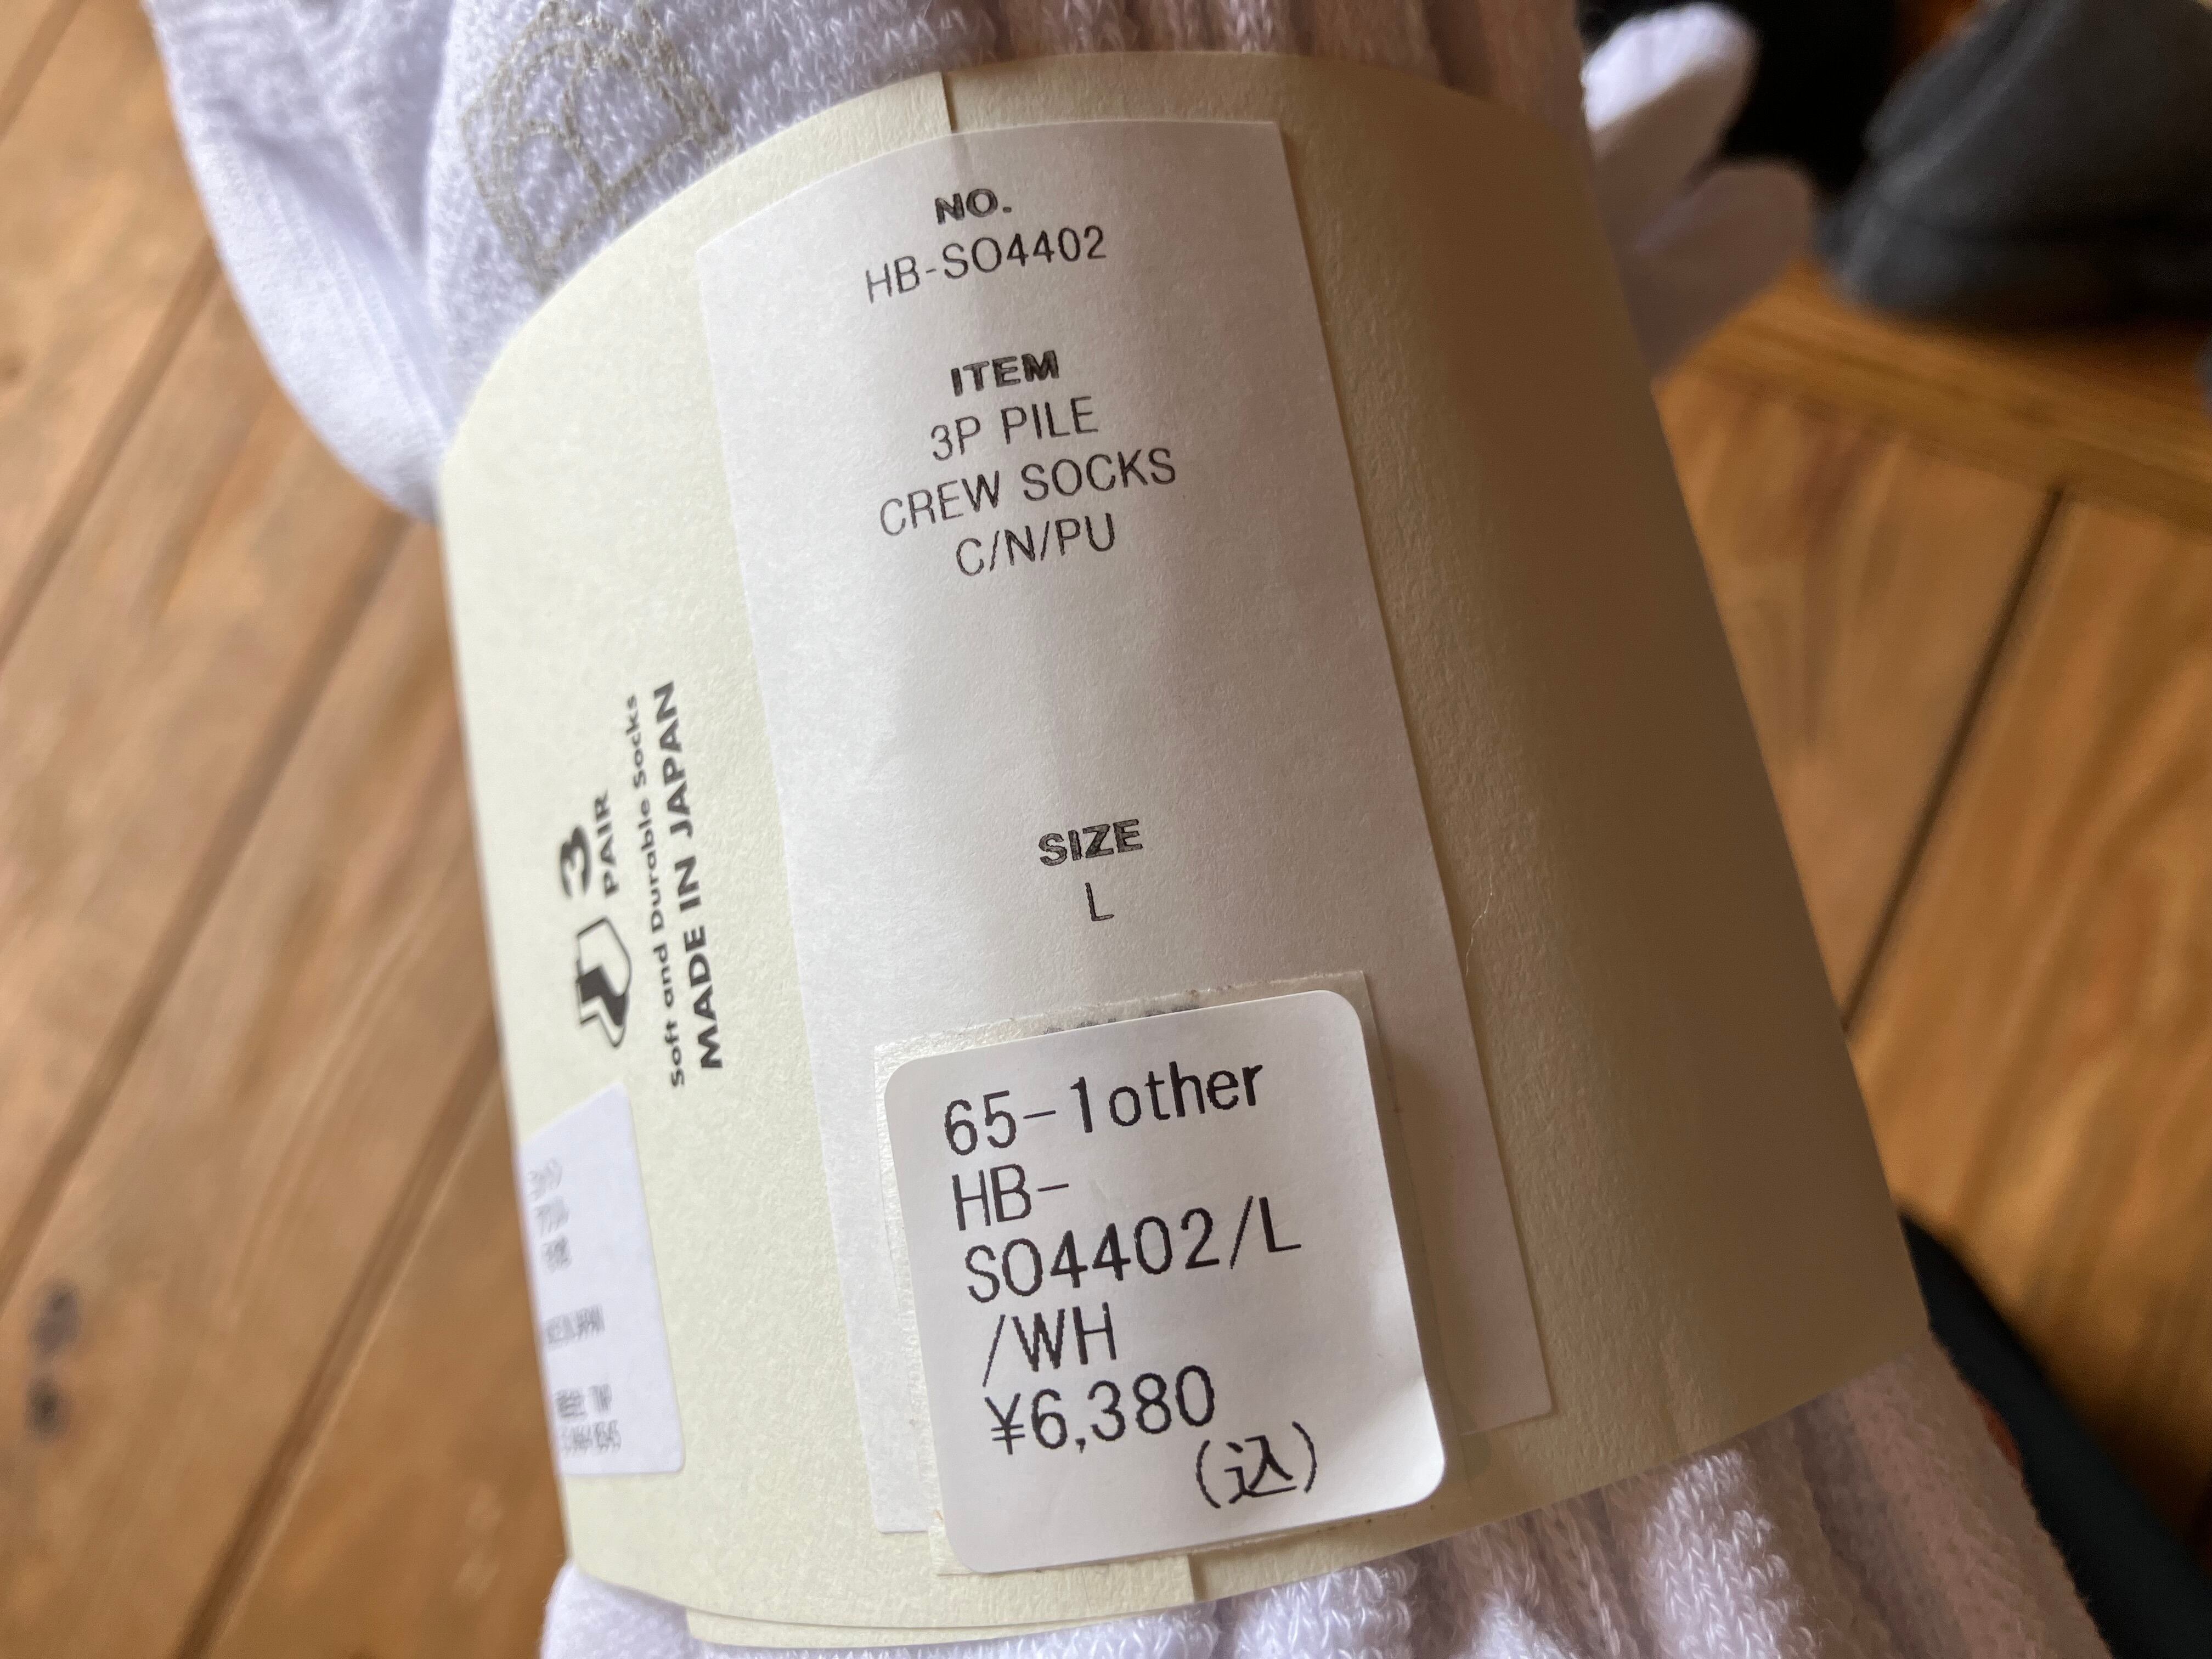 NO.
HB-SO4402
ITEM
3P PILE
CREW SOCKS
C/N/PU
SIZE
L
65-1other
HB-
SO4402/L
/WH
¥6,380
(込)
3
PAIR
Soft and Durable Socks
MADE IN JAPAN